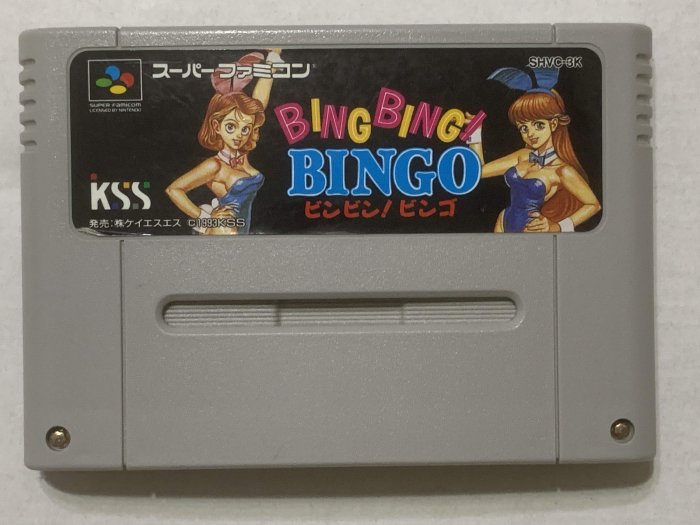 スーパーファミコン
SHVC-3K
SUPER FAMICOM
LICENSED BY NINTENDO
BING BING!
BINGO
ビンビン!ビンゴ
KSS
発売:㈱ケイエスエス ©1993KSS